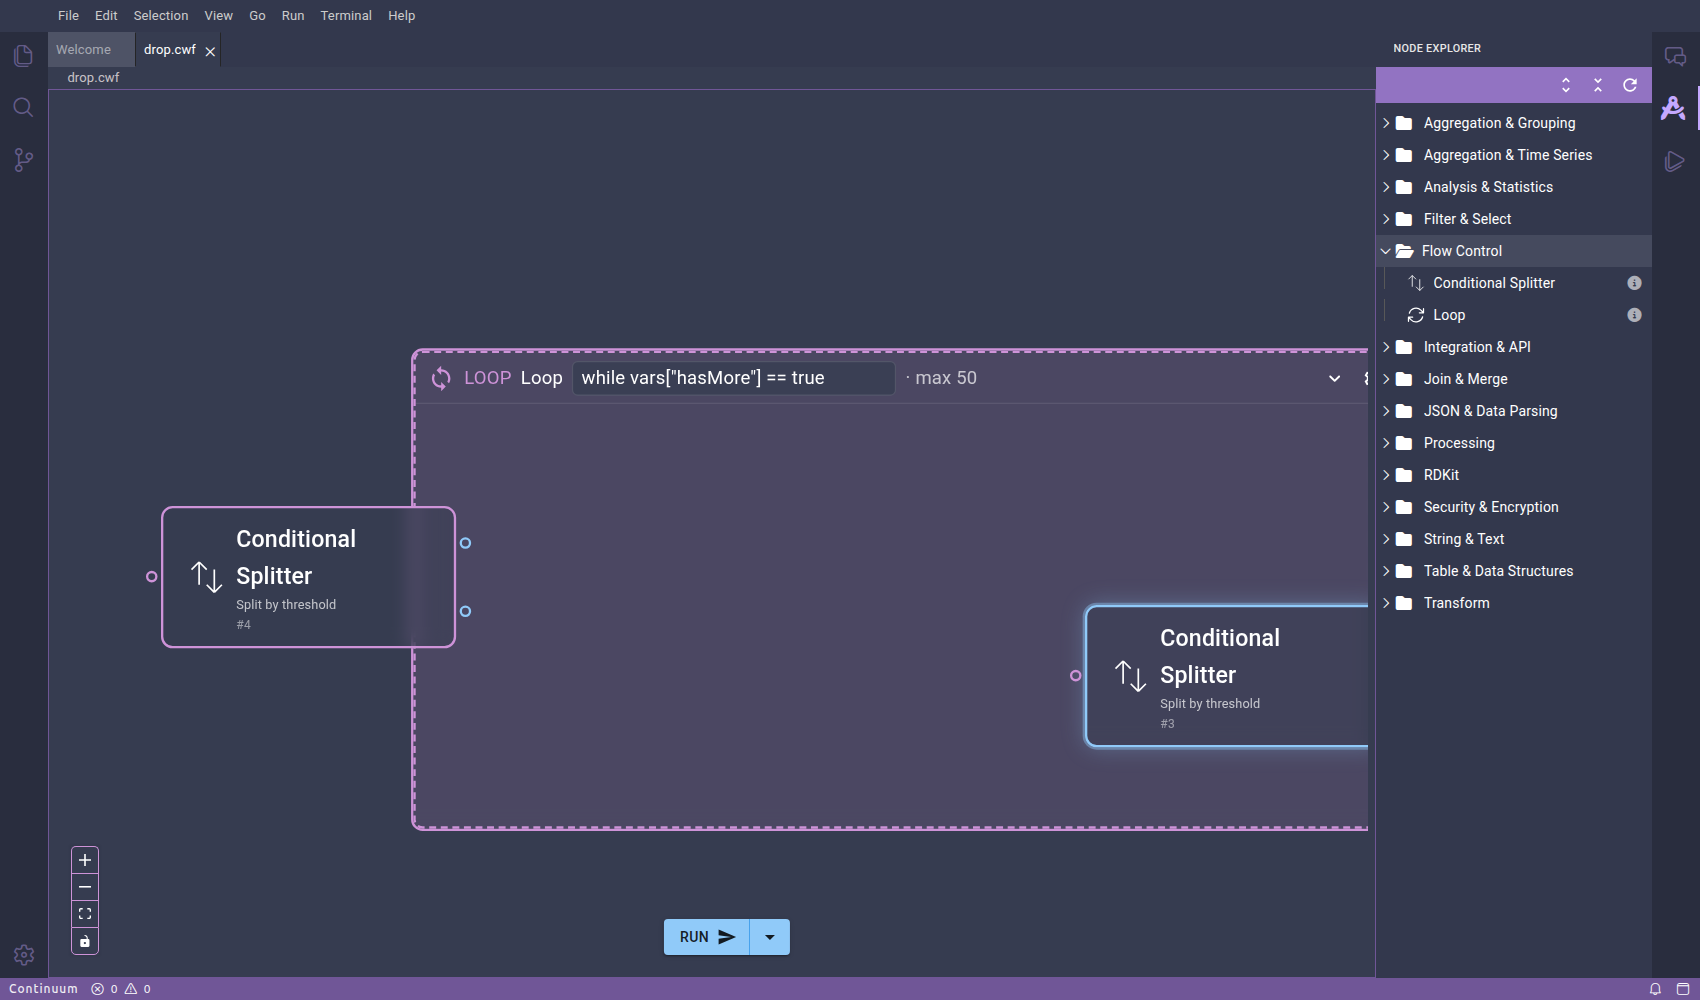 File Edit Selection View Go Run Terminal Help
Welcome
drop.cwf
NODE EXPLORER
drop.cwf
Aggregation & Grouping
Aggregation & Time Series
Analysis & Statistics
Filter & Select
Flow Control
Conditional Splitter
Loop
Integration & API
Join & Merge
JSON & Data Parsing
Processing
RDKit
Security & Encryption
String & Text
Table & Data Structures
Transform
LOOP Loop while vars["hasMore"] == true · max 50
Conditional
Splitter
Split by threshold
#4
Conditional
Splitter
Split by threshold
#3
RUN
Continuum 0 0